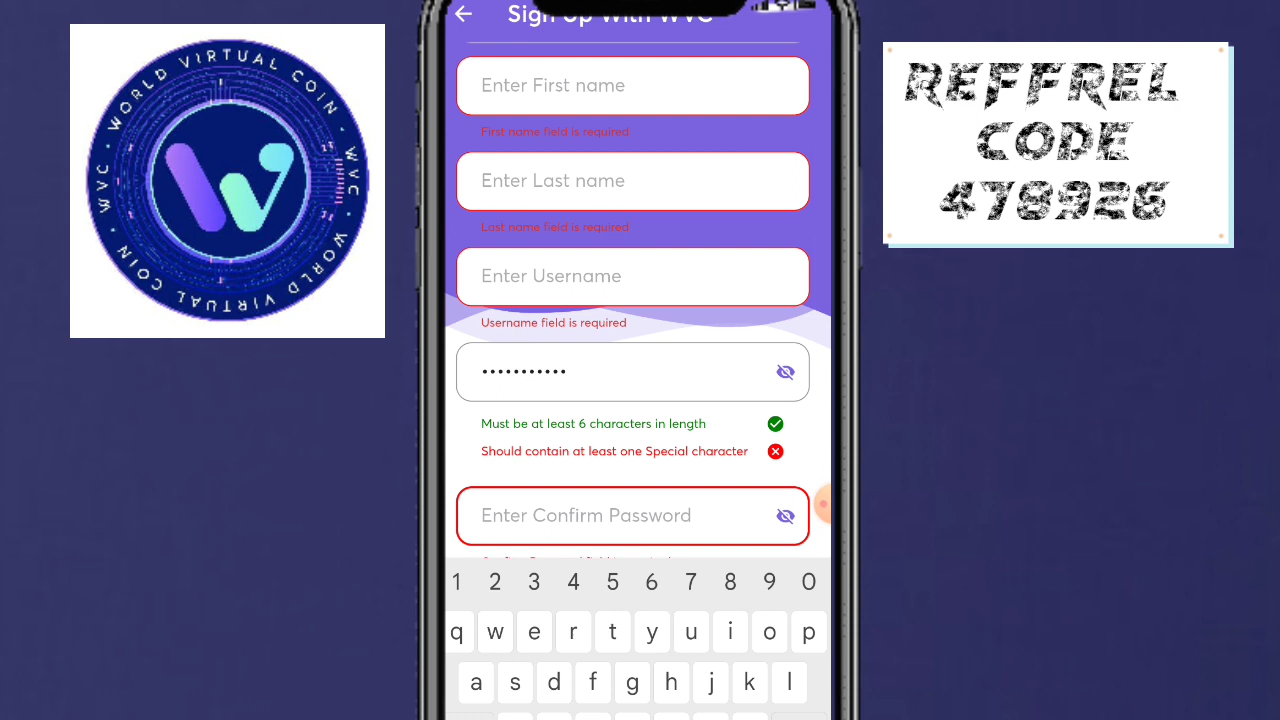 WORLD VIRTUAL COIN · WVC · WORLD VIRTUAL COIN · WVC ·
Sign Up With WVC
Enter First name
First name field is required
Enter Last name
Last name field is required
Enter Username
Username field is required
•••••••••••
Must be at least 6 characters in length
Should contain at least one Special character
Enter Confirm Password
1 2 3 4 5 6 7 8 9 0
q w e r t y u i o p
a s d f g h j k l
REFFREL
CODE
478926